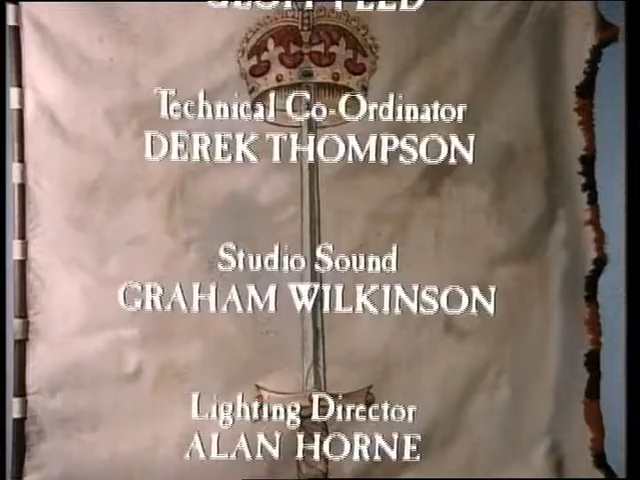 Technical Co-Ordinator
DEREK THOMPSON
Studio Sound
GRAHAM WILKINSON
Lighting Director
ALAN HORNE